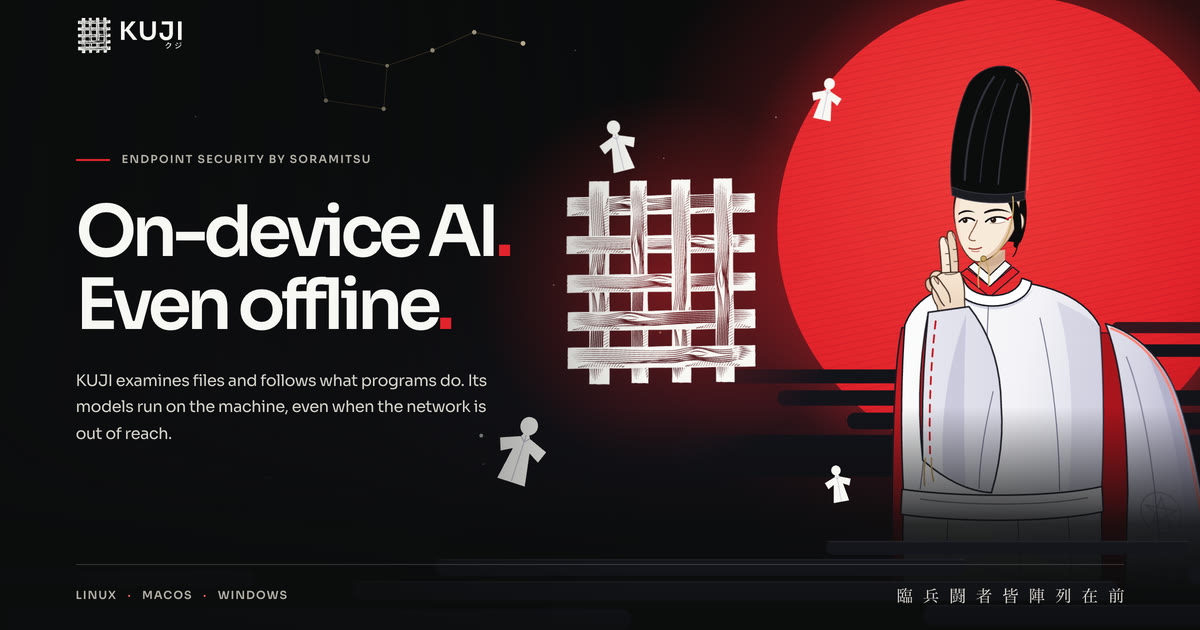 KUJI
クジ
ENDPOINT SECURITY BY SORAMITSU
On-device AI.
Even offline.
KUJI examines files and follows what programs do. Its
models run on the machine, even when the network is
out of reach.
LINUX · MACOS · WINDOWS
臨兵闘者皆陣列在前